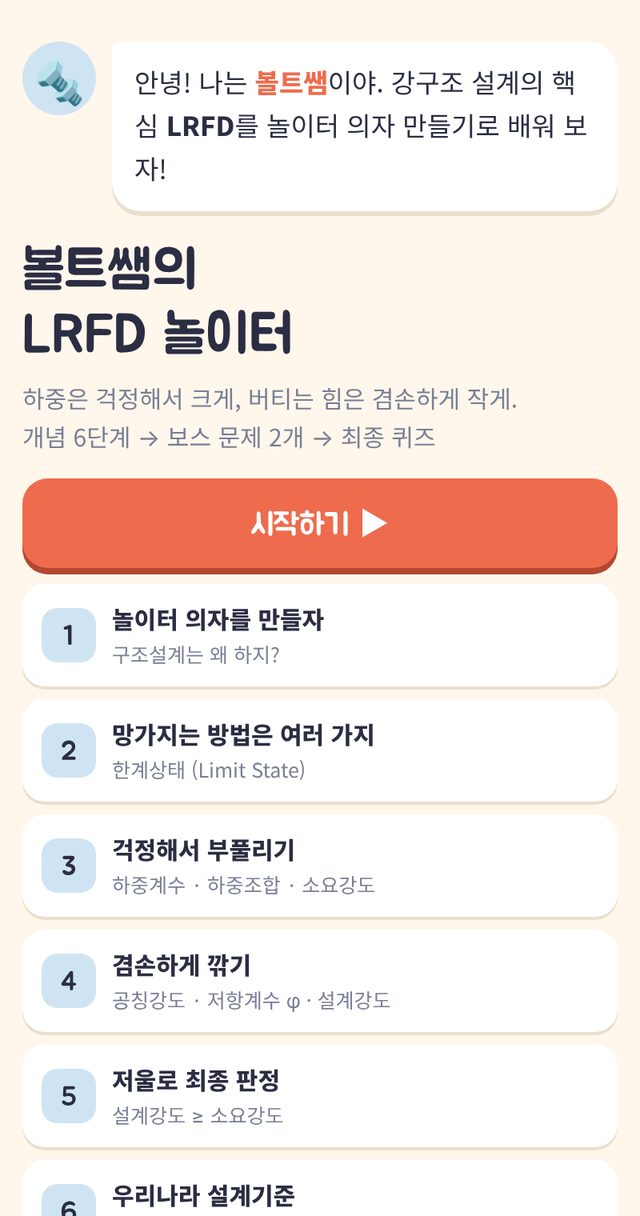 안녕! 나는 볼트쌤이야. 강구조 설계의 핵
심 LRFD를 놀이터 의자 만들기로 배워 보
자!
볼트쌤의
LRFD 놀이터
하중은 걱정해서 크게, 버티는 힘은 겸손하게 작게.
개념 6단계 → 보스 문제 2개 → 최종 퀴즈
시작하기 ▶
1
놀이터 의자를 만들자
구조설계는 왜 하지?
2
망가지는 방법은 여러 가지
한계상태 (Limit State)
3
걱정해서 부풀리기
하중계수 · 하중조합 · 소요강도
4
겸손하게 깎기
공칭강도 · 저항계수 φ · 설계강도
5
저울로 최종 판정
설계강도 ≥ 소요강도
6
우리나라 설계기준